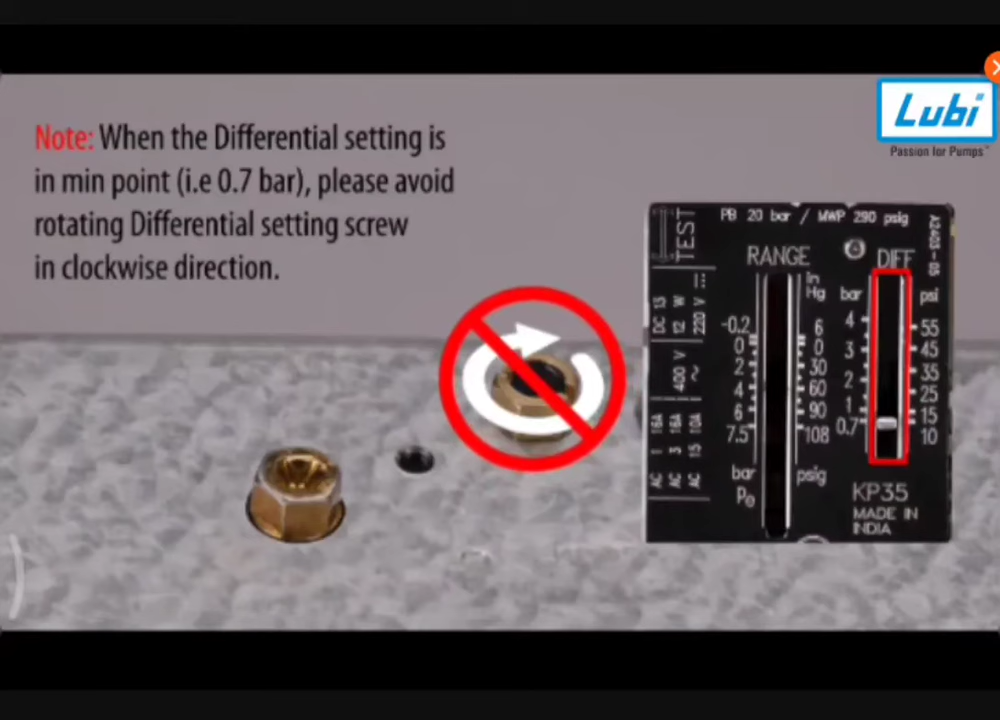 Lubi
Passion for Pumps
Note: When the Differential setting is
in min point (i.e 0.7 bar), please avoid
rotating Differential setting screw
in clockwise direction.
TEST
PB 20 bar / MWP 290 psig
A2403-05
RANGE
DIFF
in
Hg
bar
psi
DC 13
12 W
220 V
400 V ~
AC 1 16A
AC 3 16A
AC 15 10A
-0.2
0
2
4
6
7.5
bar
Pe
6
0
30
60
90
108
psig
4
3
2
1
0.7
55
45
35
25
15
10
KP35
MADE IN
INDIA